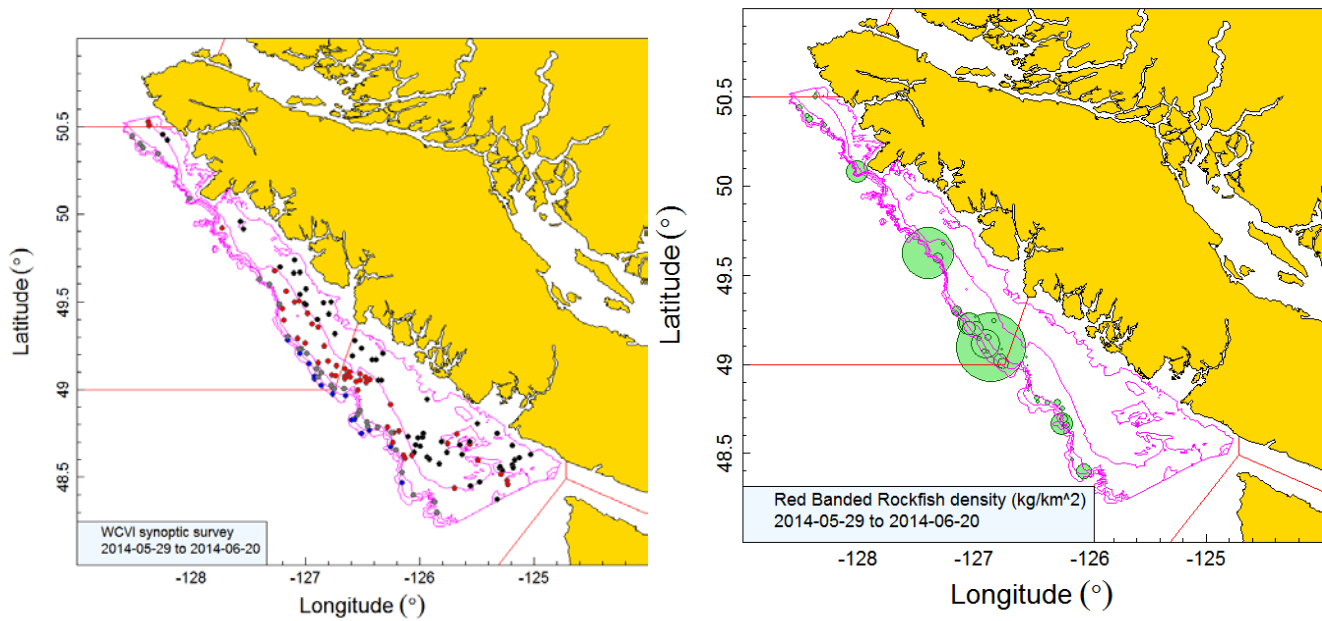 50.5
50
49.5
49
48.5
Latitude (°)
WCVI synoptic survey
2014-05-29 to 2014-06-20
-128
-127
-126
-125
Longitude (°)
50.5
50
49.5
49
48.5
Latitude (°)
Red Banded Rockfish density (kg/km^2)
2014-05-29 to 2014-06-20
-128
-127
-126
-125
Longitude (°)